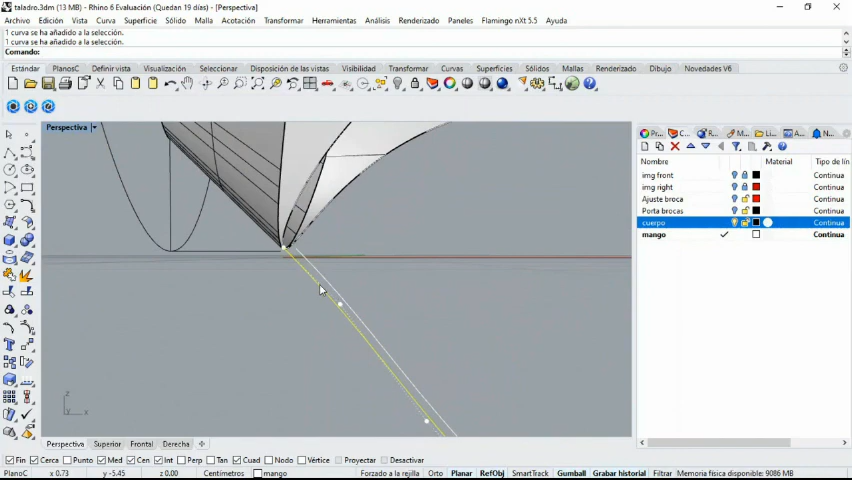 taladro.3dm (13 MB) - Rhino 6 Evaluación (Quedan 19 días) - [Perspectiva]
Archivo Edición Vista Curva Superficie Sólido Malla Acotación Transformar Herramientas Análisis Renderizado Paneles Flamingo nXt 5.5 Ayuda
1 curva se ha añadido a la selección.
1 curva se ha añadido a la selección.
Comando:
Estándar PlanosC Definir vista Visualización Seleccionar Disposición de las vistas Visibilidad Transformar Curvas Superficies Sólidos Mallas Renderizado Dibujo Novedades V6
Perspectiva
Pr... C... R... M... Li... A... N...
Nombre Material Tipo de lín
img front Continua
img right Continua
Ajuste broca Continua
Porta brocas Continua
cuerpo Continua
mango Continua
z
y x
Perspectiva Superior Frontal Derecha
Fin Cerca Punto Med Cen Int Perp Tan Cuad Nodo Vértice Proyectar Desactivar
PlanoC x 0.73 y -5.45 z 0.00 Centímetros mango Forzado a la rejilla Orto Planar RefObj SmartTrack Gumball Grabar historial Filtrar Memoria física disponible: 9086 MB